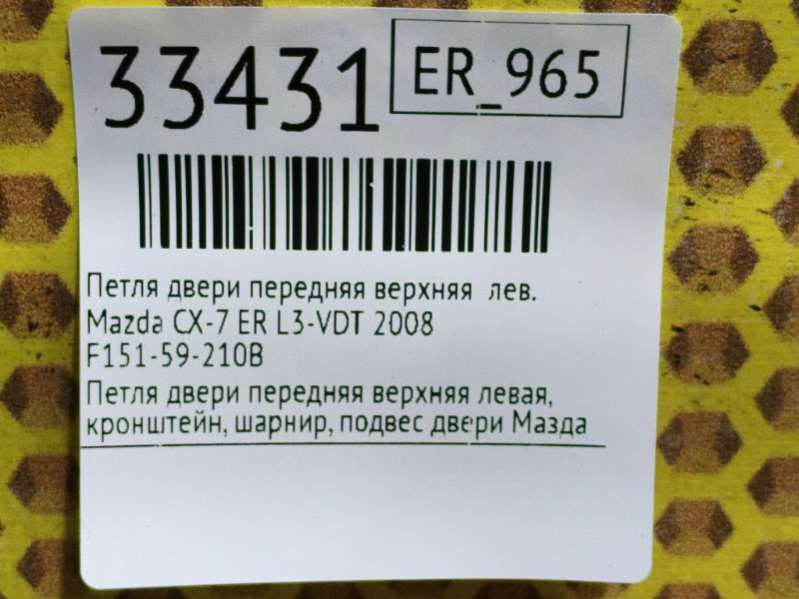 33431 ER_965
Петля двери передняя верхняя лев.
Mazda CX-7 ER L3-VDT 2008
F151-59-210B
Петля двери передняя верхняя левая,
кронштейн, шарнир, подвес двери Мазда